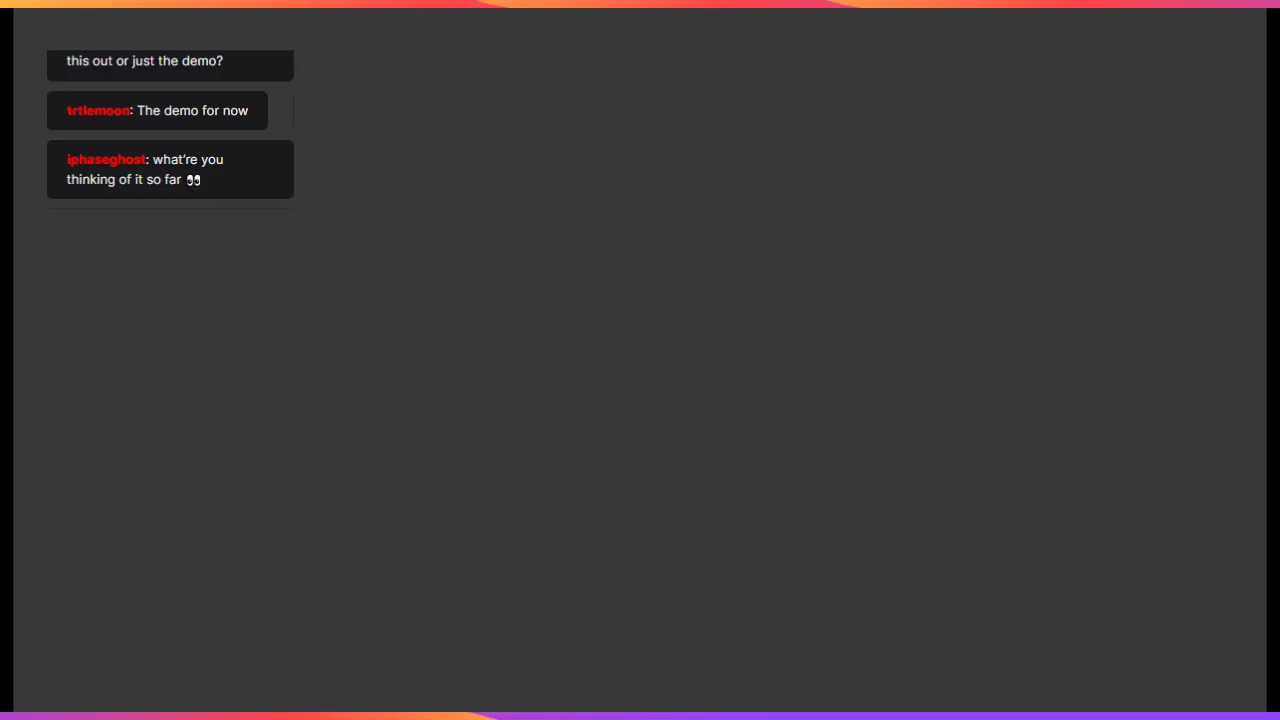 this out or just the demo?
trtlemoon: The demo for now
iphaseghost: what're you
thinking of it so far 👀